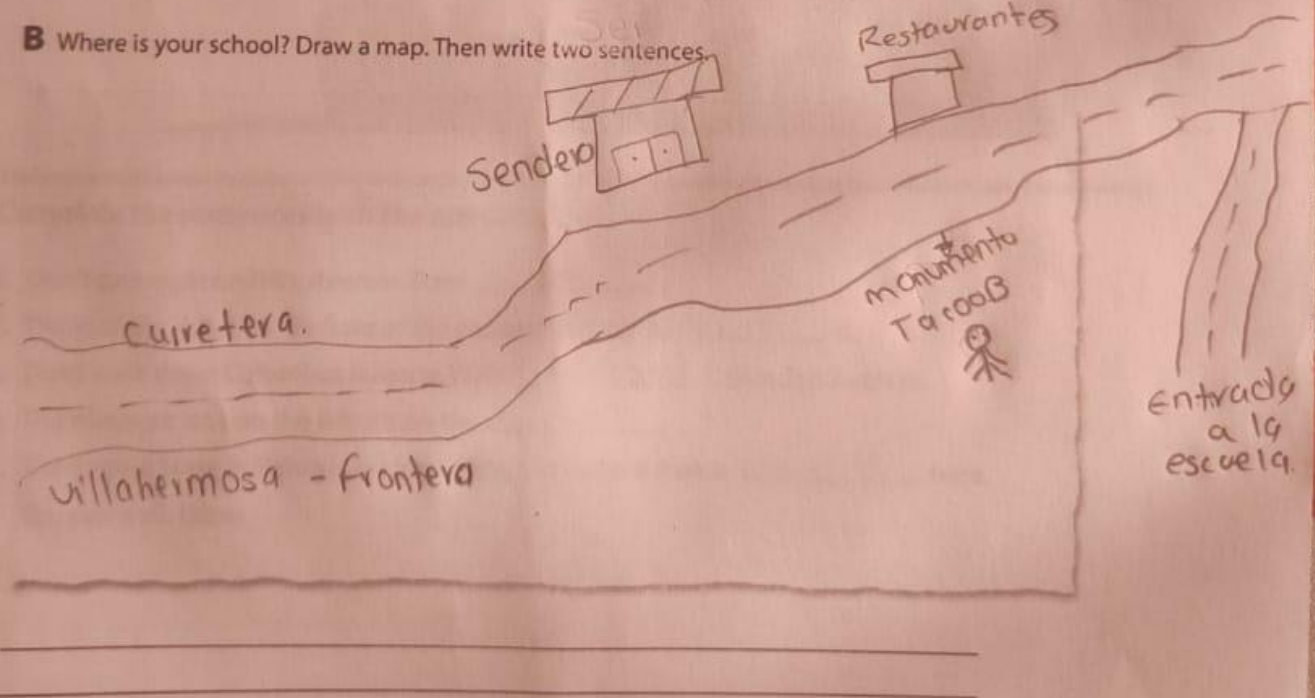 B Where is your school? Draw a map. Then write two sentences.
Restaurantes
Sendero
monumento
TacooB
Curretera.
villahermosa - frontera
Entrada
a la
escuela.